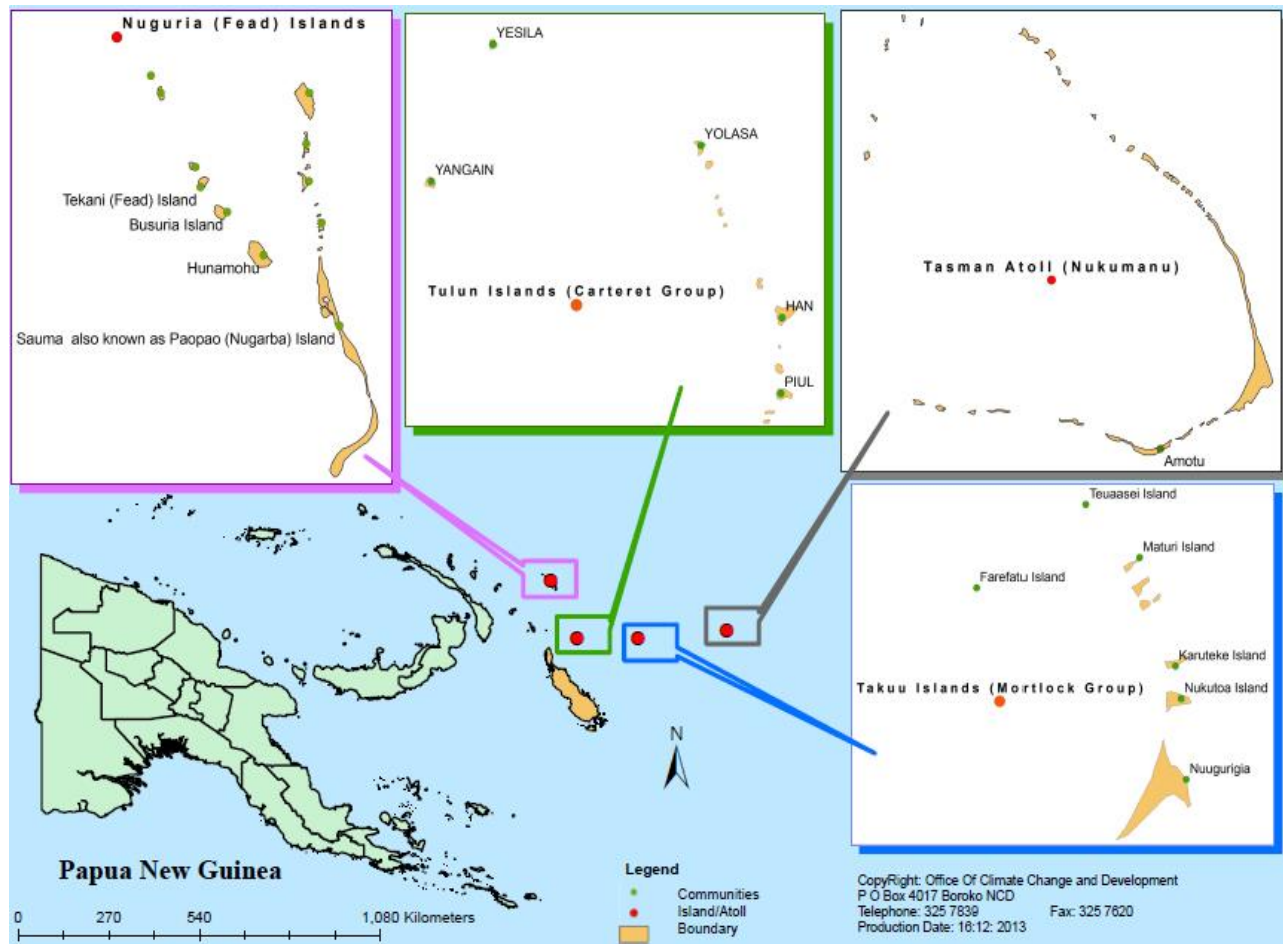 Nuguria (Fead) Islands
Tekani (Fead) Island
Busuria Island
Hunamohu
Sauma also known as Paopao (Nugarba) Island
YESILA
YOLASA
YANGAIN
Tulun Islands (Carteret Group)
HAN
PIUL
Tasman Atoll (Nukumanu)
Amotu
Teuaasei Island
Maturi Island
Farefatu Island
Karuteke Island
Takuu Islands (Mortlock Group)
Nukutoa Island
Nuugurigia
N
Papua New Guinea
0 270 540 1,080 Kilometers
Legend
Communities
Island/Atoll
Boundary
CopyRight: Office Of Climate Change and Development
P O Box 4017 Boroko NCD
Telephone: 325 7839 Fax: 325 7620
Production Date: 16:12: 2013